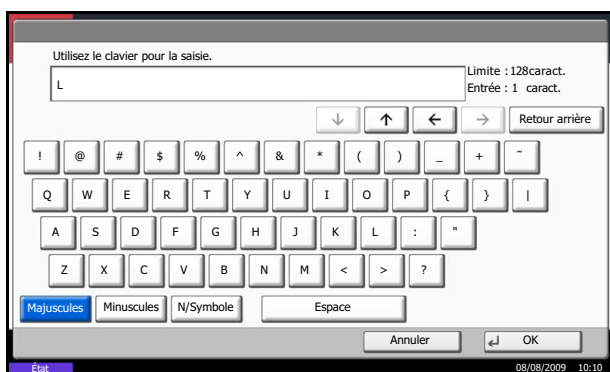 Utilisez le clavier pour la saisie.
L
Limite : 128caract.
Entrée : 1 caract.
↓ ↑ ← → Retour arrière
! @ # $ % ^ & * ( ) _ + ~
Q W E R T Y U I O P { } |
A S D F G H J K L : "
Z X C V B N M < > ?
Majuscules Minuscules N/Symbole Espace
Annuler ↵ OK
État 08/08/2009 10:10